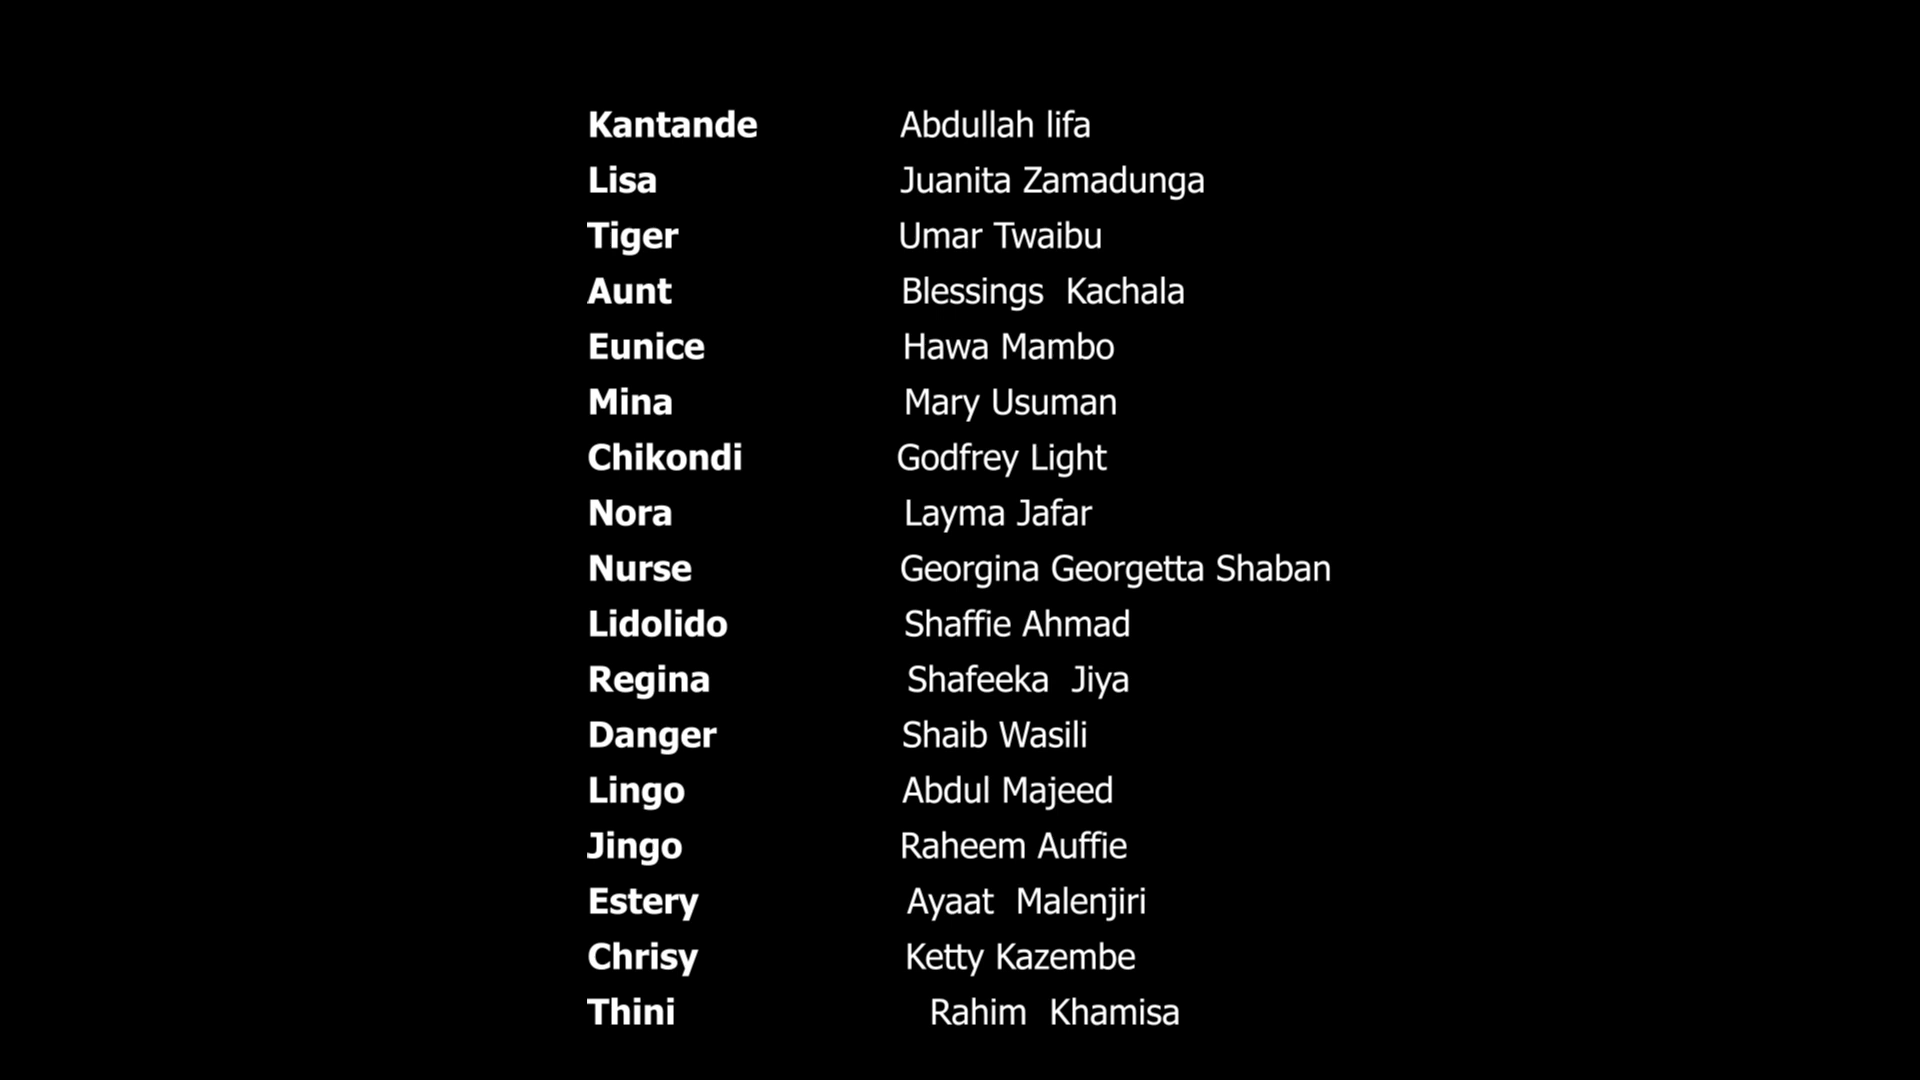 Kantande Abdullah lifa
Lisa Juanita Zamadunga
Tiger Umar Twaibu
Aunt Blessings Kachala
Eunice Hawa Mambo
Mina Mary Usuman
Chikondi Godfrey Light
Nora Layma Jafar
Nurse Georgina Georgetta Shaban
Lidolido Shaffie Ahmad
Regina Shafeeka Jiya
Danger Shaib Wasili
Lingo Abdul Majeed
Jingo Raheem Auffie
Estery Ayaat Malenjiri
Chrisy Ketty Kazembe
Thini Rahim Khamisa